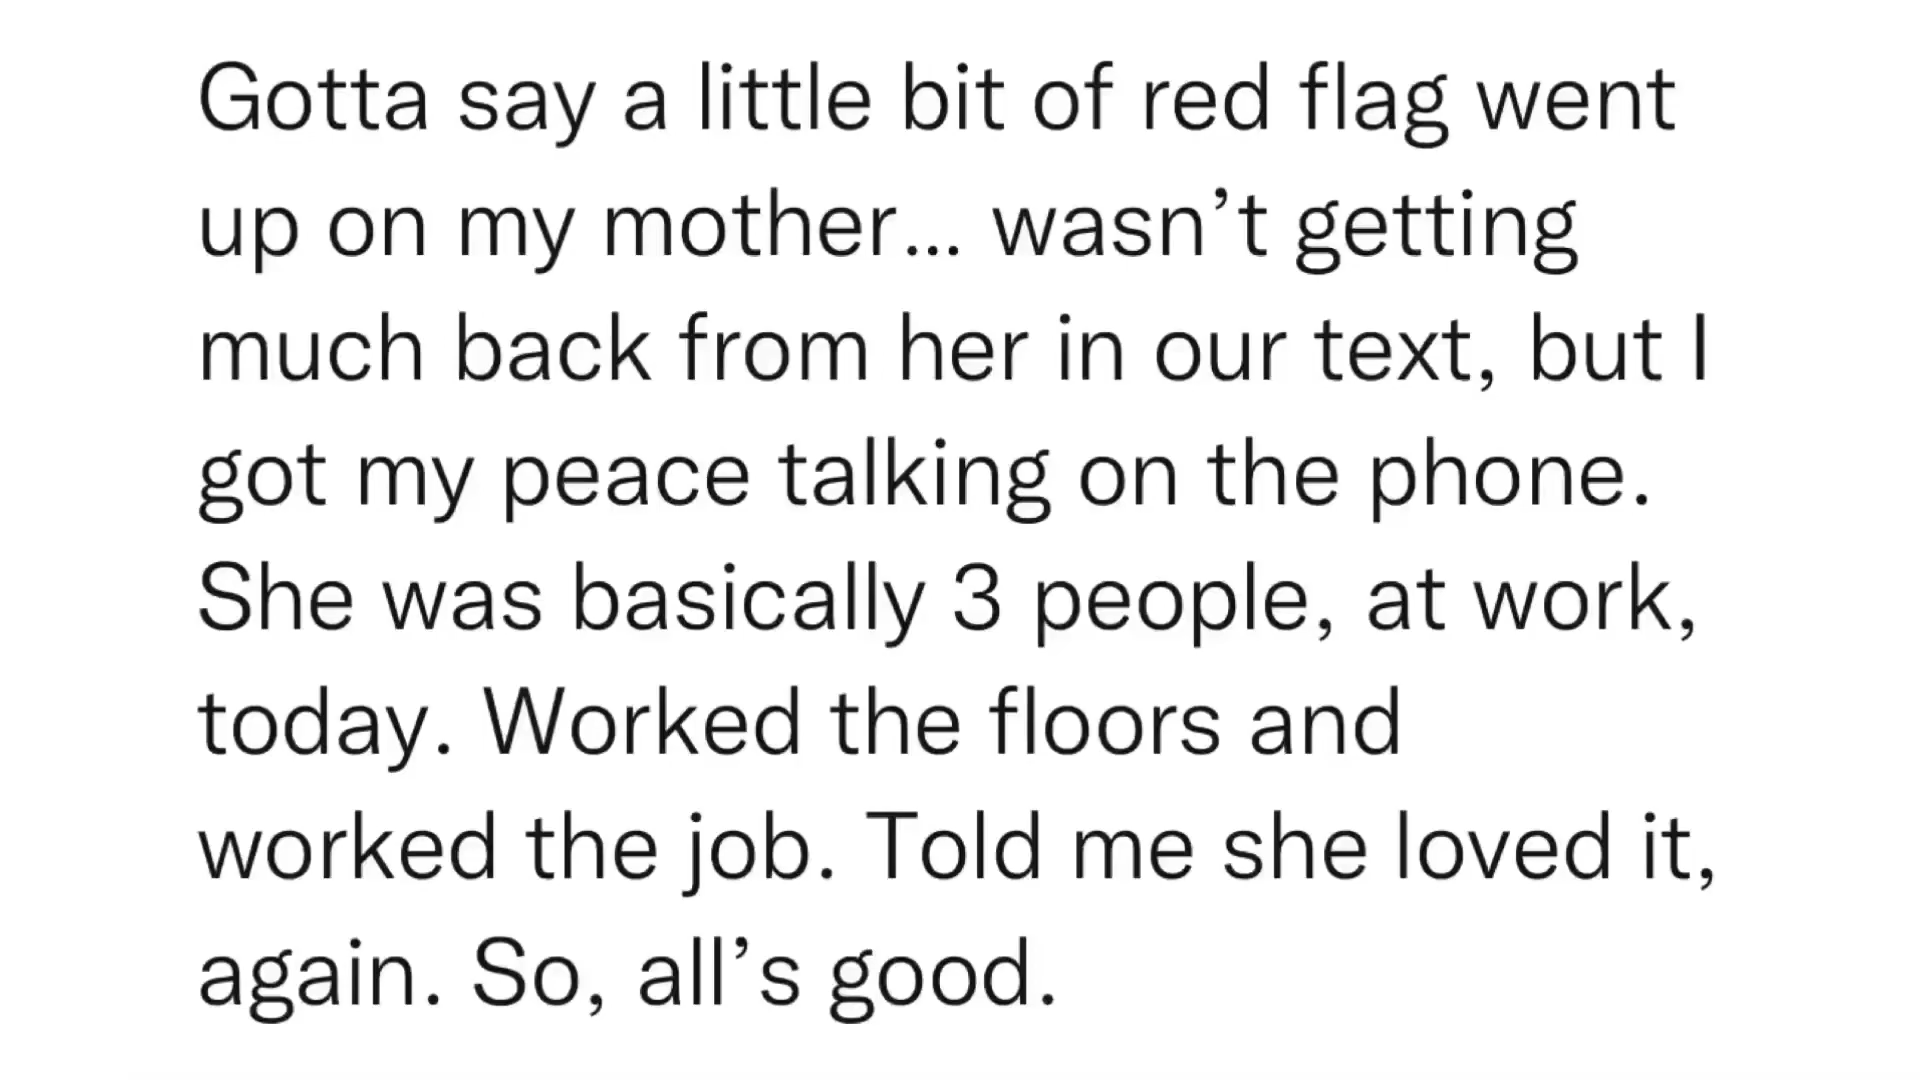 Gotta say a little bit of red flag went
up on my mother... wasn’t getting
much back from her in our text, but I
got my peace talking on the phone.
She was basically 3 people, at work,
today. Worked the floors and
worked the job. Told me she loved it,
again. So, all’s good.